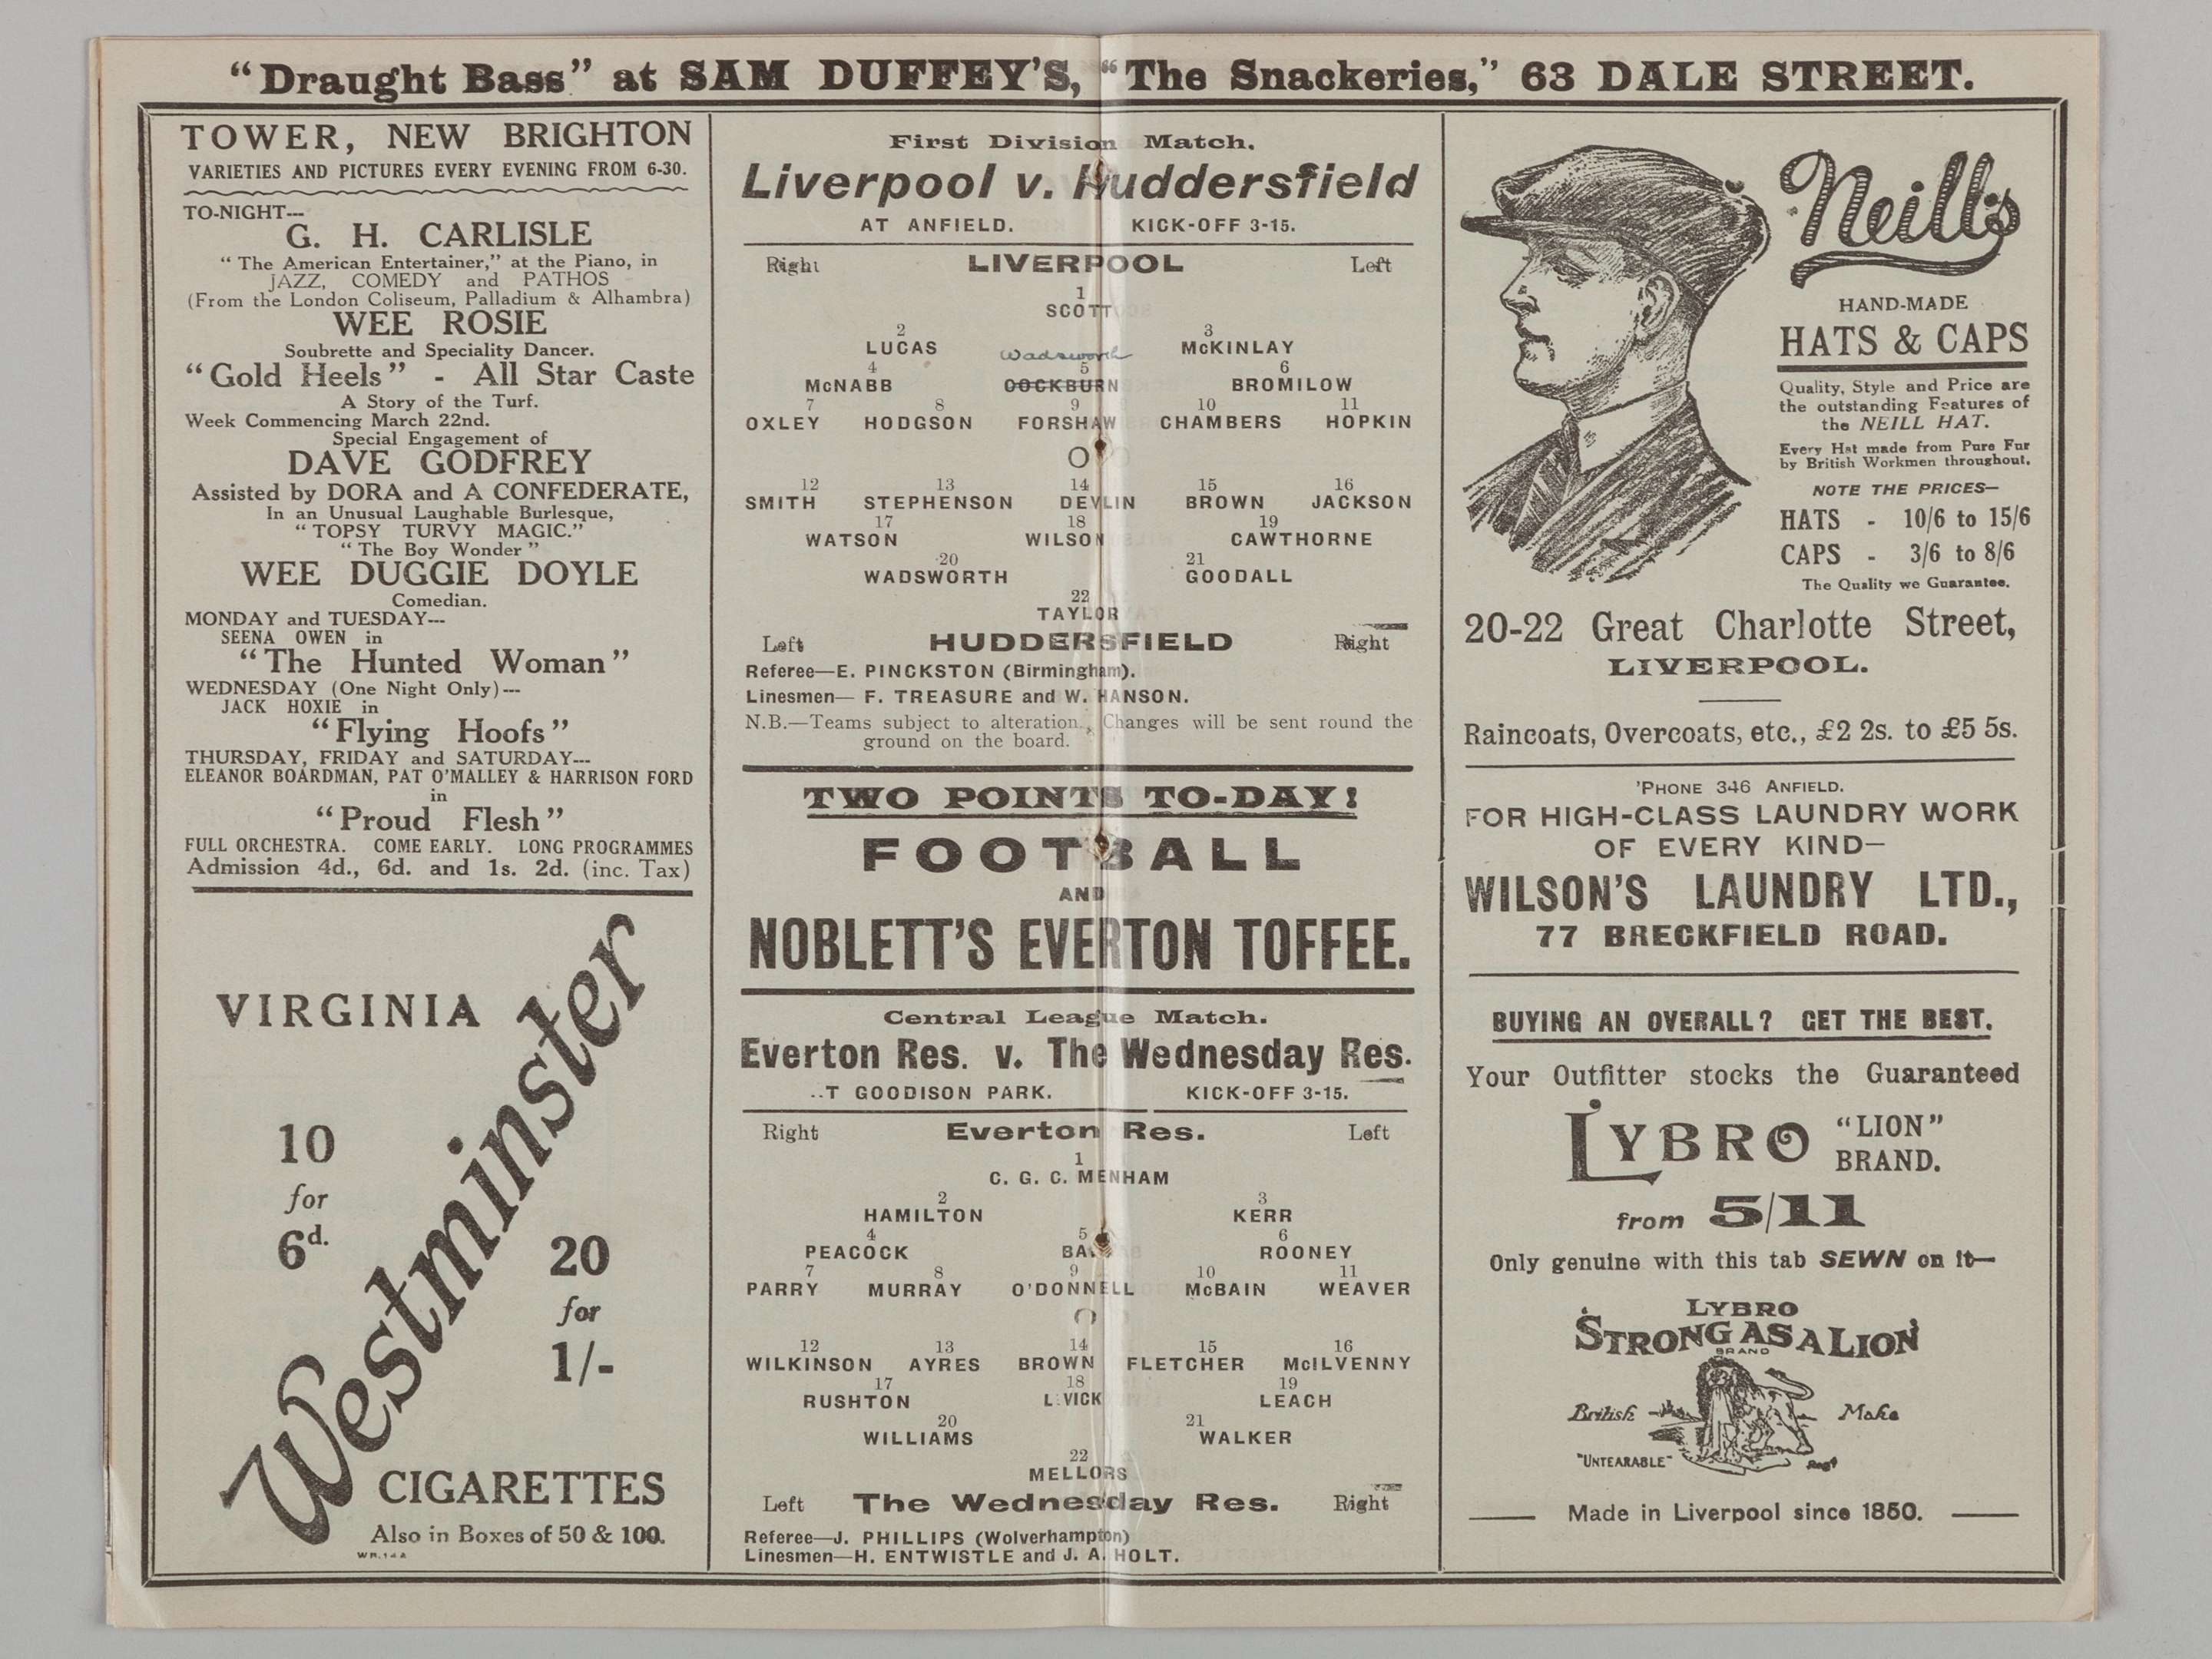 "Draught Bass" at SAM DUFFEY'S, "The Snackeries," 63 DALE STREET.
TOWER, NEW BRIGHTON
VARIETIES AND PICTURES EVERY EVENING FROM 6-30.
TO-NIGHT---
G. H. CARLISLE
"The American Entertainer," at the Piano, in
JAZZ, COMEDY and PATHOS
(From the London Coliseum, Palladium & Alhambra)
WEE ROSIE
Soubrette and Speciality Dancer.
"Gold Heels" - All Star Caste
A Story of the Turf.
Week Commencing March 22nd.
Special Engagement of
DAVE GODFREY
Assisted by DORA and A CONFEDERATE,
In an Unusual Laughable Burlesque,
"TOPSY TURVY MAGIC."
"The Boy Wonder"
WEE DUGGIE DOYLE
Comedian.
MONDAY and TUESDAY---
SEENA OWEN in
"The Hunted Woman"
WEDNESDAY (One Night Only)---
JACK HOXIE in
"Flying Hoofs"
THURSDAY, FRIDAY and SATURDAY---
ELEANOR BOARDMAN, PAT O'MALLEY & HARRISON FORD
in
"Proud Flesh"
FULL ORCHESTRA. COME EARLY. LONG PROGRAMMES
Admission 4d., 6d. and 1s. 2d. (inc. Tax)
VIRGINIA
Westminster
10
for
6d.
20
for
1/-
CIGARETTES
Also in Boxes of 50 & 100.
WR.14A
First Division Match.
Liverpool v. Huddersfield
AT ANFIELD. KICK-OFF 3-15.
Right LIVERPOOL Left
1
SCOTT
2 3
LUCAS Wadsworth McKINLAY
4 5 6
McNABB COCKBURN BROMILOW
7 8 9 10 11
OXLEY HODGSON FORSHAW CHAMBERS HOPKIN
O
12 13 14 15 16
SMITH STEPHENSON DEVLIN BROWN JACKSON
17 18 19
WATSON WILSON CAWTHORNE
20 21
WADSWORTH GOODALL
22
TAYLOR
Left HUDDERSFIELD Right
Referee—E. PINCKSTON (Birmingham).
Linesmen— F. TREASURE and W. HANSON.
N.B.—Teams subject to alteration. Changes will be sent round the
ground on the board.
TWO POINTS TO-DAY!
FOOTBALL
AND
NOBLETT'S EVERTON TOFFEE.
Central League Match.
Everton Res. v. The Wednesday Res.
T GOODISON PARK. KICK-OFF 3-15.
Right Everton Res. Left
1
C. G. C. MENHAM
2 3
HAMILTON KERR
4 5 6
PEACOCK ROONEY
7 8 9 10 11
PARRY MURRAY O'DONNELL McBAIN WEAVER
O
12 13 14 15 16
WILKINSON AYRES BROWN FLETCHER McILVENNY
17 18 19
RUSHTON L VICK LEACH
20 21
WILLIAMS WALKER
22
MELLORS
Left The Wednesday Res. Right
Referee—J. PHILLIPS (Wolverhampton)
Linesmen—H. ENTWISTLE and J. A. HOLT.
Neill's
HAND-MADE
HATS & CAPS
Quality, Style and Price are
the outstanding Features of
the NEILL HAT.
Every Hat made from Pure Fur
by British Workmen throughout.
NOTE THE PRICES—
HATS - 10/6 to 15/6
CAPS - 3/6 to 8/6
The Quality we Guarantee.
20-22 Great Charlotte Street,
LIVERPOOL.
Raincoats, Overcoats, etc., £2 2s. to £5 5s.
'PHONE 346 ANFIELD.
FOR HIGH-CLASS LAUNDRY WORK
OF EVERY KIND—
WILSON'S LAUNDRY LTD.,
77 BRECKFIELD ROAD.
BUYING AN OVERALL? GET THE BEST.
Your Outfitter stocks the Guaranteed
LYBRO "LION"
BRAND.
from 5/11
Only genuine with this tab SEWN on it—
LYBRO
STRONG AS A LION
BRAND
British Make
"UNTEARABLE" Regd
Made in Liverpool since 1850.